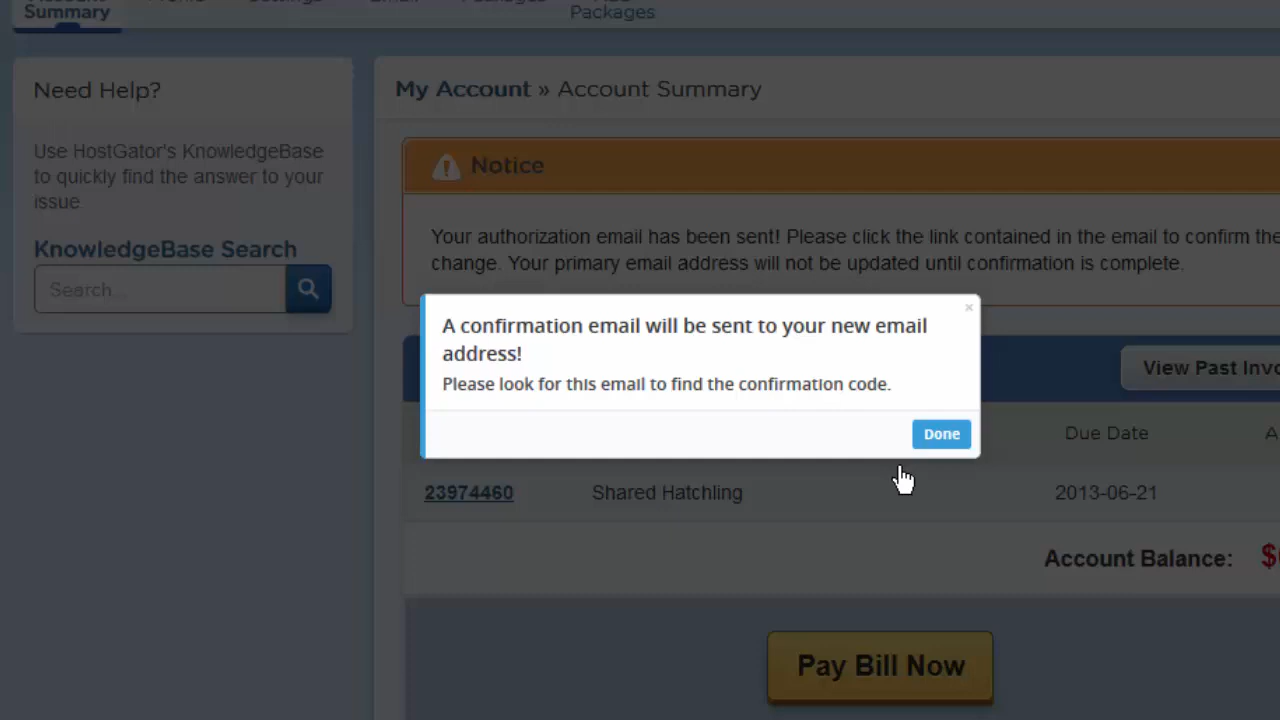 Summary
Packages
Need Help?
My Account » Account Summary
Use HostGator's KnowledgeBase
to quickly find the answer to your
issue.
KnowledgeBase Search
Search...
Notice
Your authorization email has been sent! Please click the link contained in the email to confirm the
change. Your primary email address will not be updated until confirmation is complete.
A confirmation email will be sent to your new email
address!
Please look for this email to find the confirmation code.
Done
View Past Invo
Due Date A
23974460 Shared Hatchling 2013-06-21
Account Balance: $
Pay Bill Now